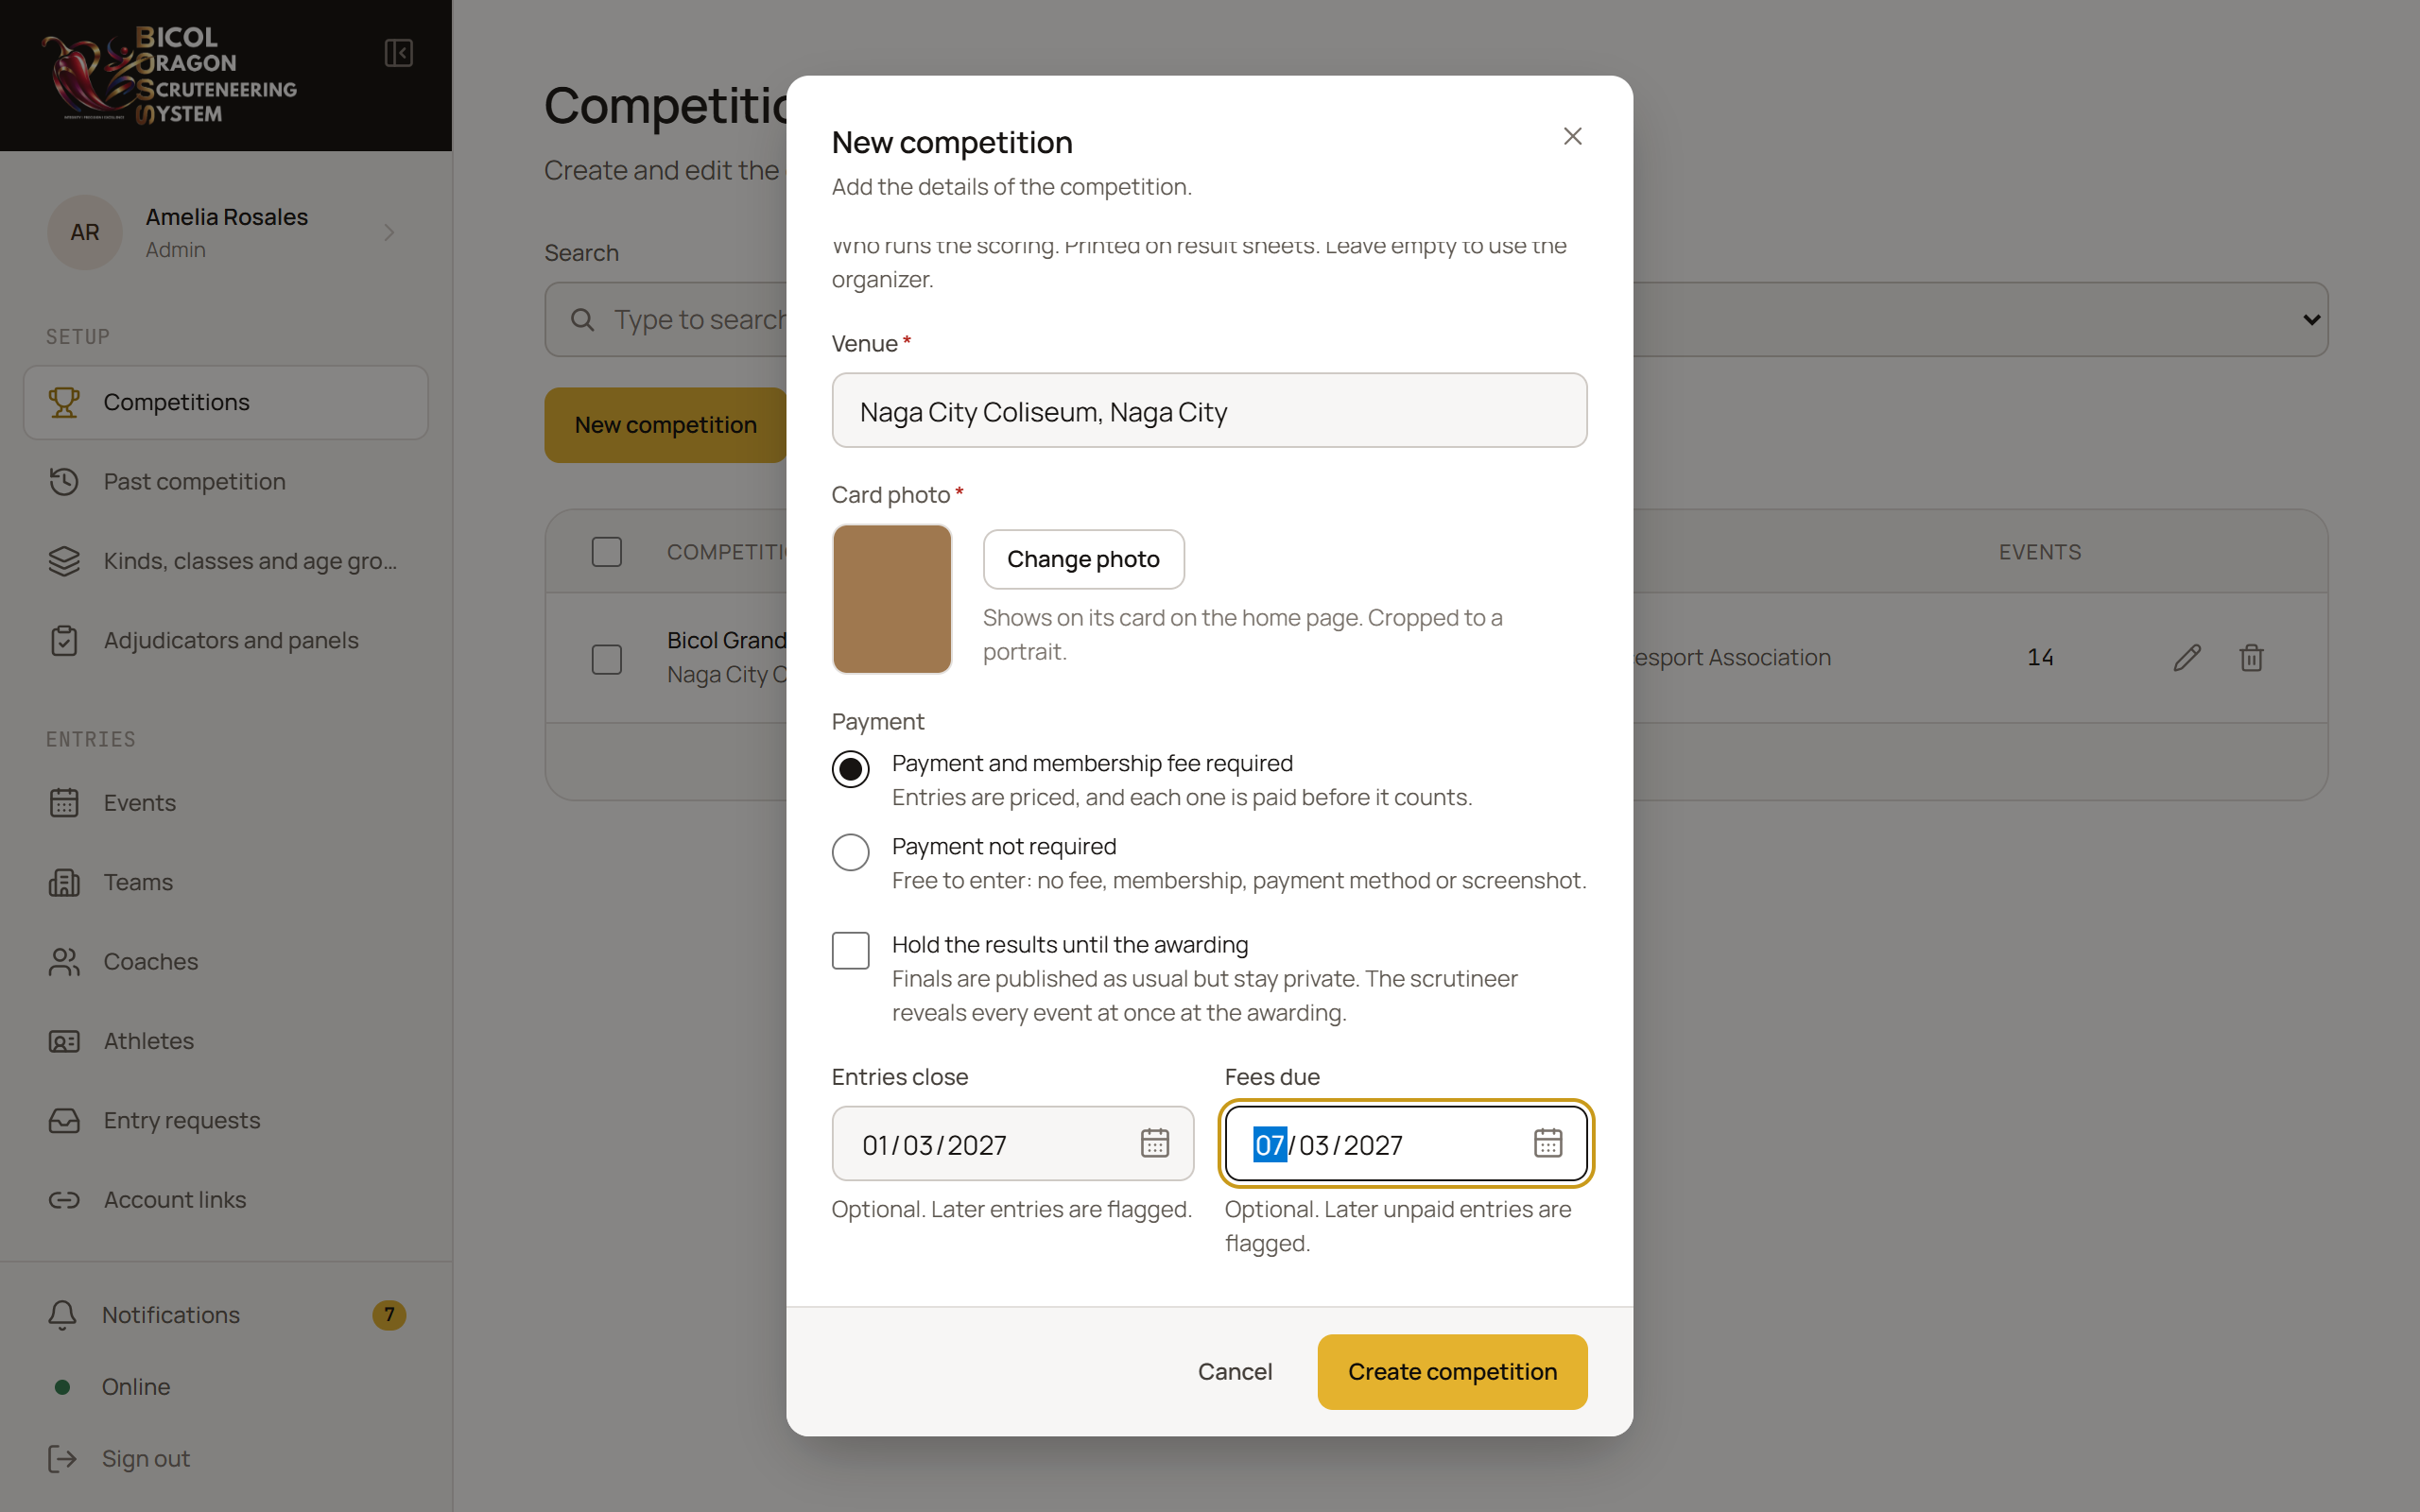 BICOL
DRAGON
SCRUTENEERING
SYSTEM
AR
Amelia Rosales
Admin
SETUP
Competitions
Past competition
Kinds, classes and age gro...
Adjudicators and panels
ENTRIES
Events
Teams
Coaches
Athletes
Entry requests
Account links
Notifications
7
Online
Sign out
Create and edit the
Search
Type to search
New competition
Bicol Grand
Naga City
EVENTS
Association
14
New competition
Add the details of the competition.
Who runs the scoring. Printed on result sheets. Leave empty to use the
organizer.
Venue *
Naga City Coliseum, Naga City
Card photo *
Change photo
Shows on its card on the home page. Cropped to a
portrait.
Payment
Payment and membership fee required
Entries are priced, and each one is paid before it counts.
Payment not required
Free to enter: no fee, membership, payment method or screenshot.
Hold the results until the awarding
Finals are published as usual but stay private. The scrutineer
reveals every event at once at the awarding.
Entries close
01/03/2027
Optional. Later entries are flagged.
Fees due
07/03/2027
Optional. Later unpaid entries are
flagged.
Cancel
Create competition